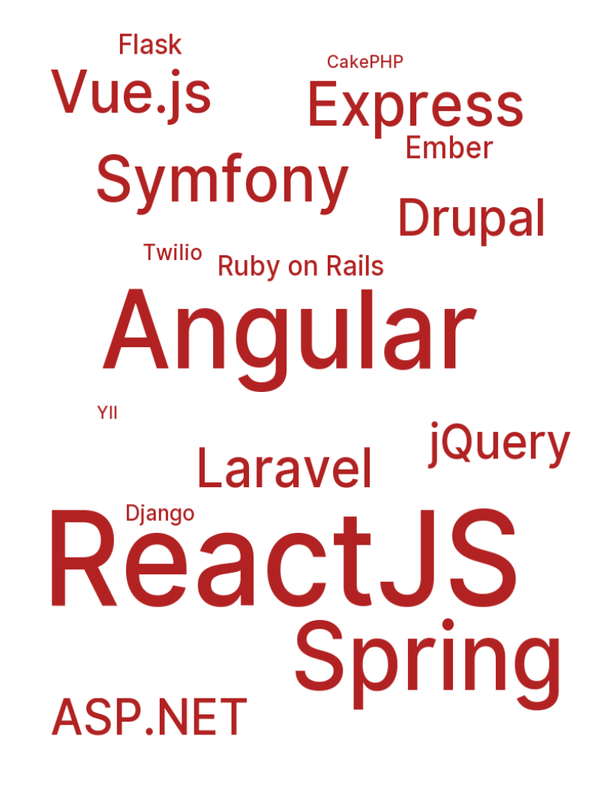 Flask
CakePHP
Vue.js
Express
Ember
Symfony
Drupal
Twilio
Ruby on Rails
Angular
YII
jQuery
Laravel
Django
ReactJS
Spring
ASP.NET